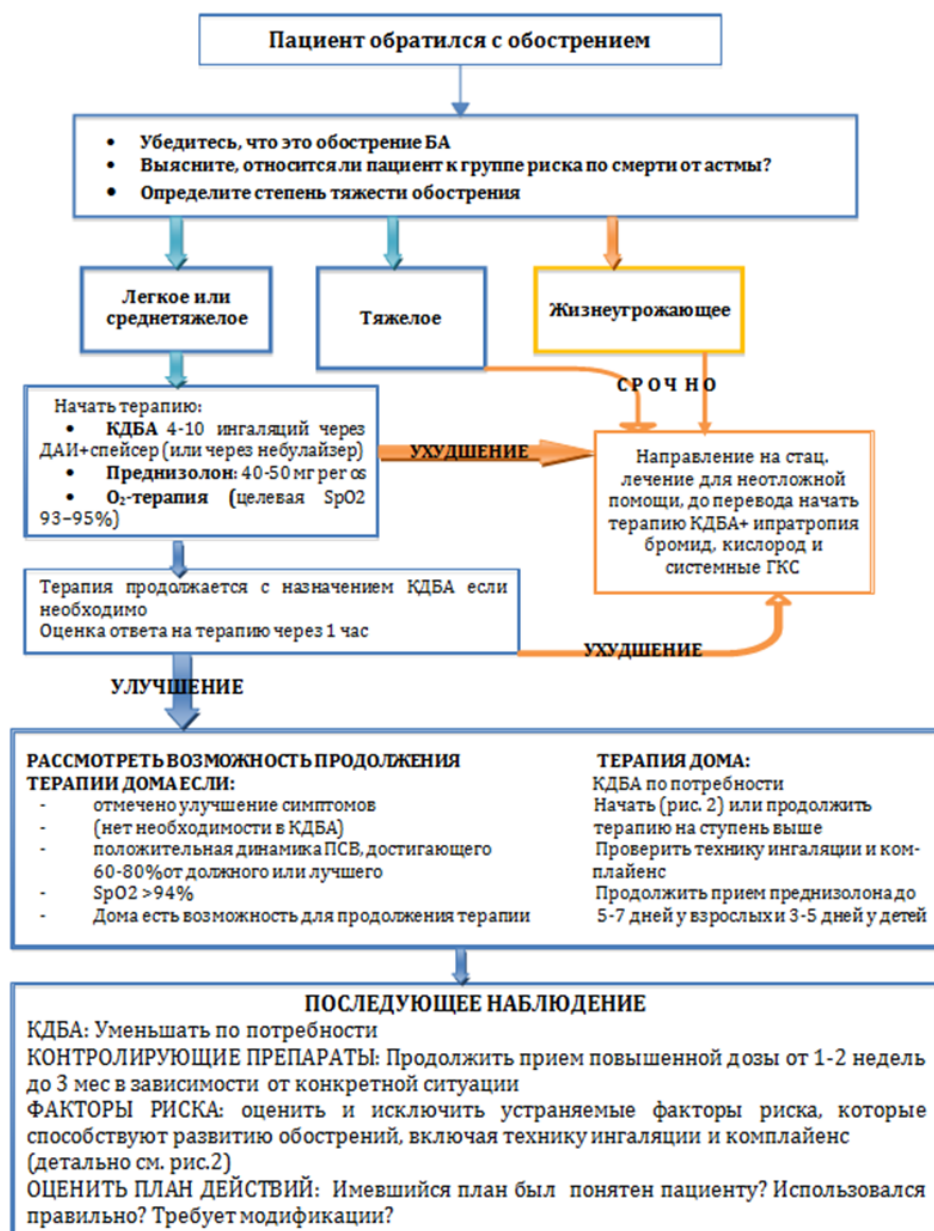 Пациент обратился с обострением
• Убедитесь, что это обострение БА
• Выясните, относится ли пациент к группе риска по смерти от астмы?
• Определите степень тяжести обострения
Легкое или
среднетяжелое
Тяжелое
Жизнеугрожающее
СРОЧНО
Начать терапию:
• КДБА 4-10 ингаляций через
ДАИ+спейсер (или через небулайзер)
• Преднизолон: 40-50 мг per os
• О₂-терапия (целевая SpO2
93–95%)
УХУДШЕНИЕ
Направление на стац.
лечение для неотложной
помощи, до перевода начать
терапию КДБА+ ипратропия
бромид, кислород и
системные ГКС
Терапия продолжается с назначением КДБА если
необходимо
Оценка ответа на терапию через 1 час
УХУДШЕНИЕ
УЛУЧШЕНИЕ
РАССМОТРЕТЬ ВОЗМОЖНОСТЬ ПРОДОЛЖЕНИЯ
ТЕРАПИИ ДОМА ЕСЛИ:
- отмечено улучшение симптомов
- (нет необходимости в КДБА)
- положительная динамика ПСВ, достигающего
60-80% от должного или лучшего
- SpO2 >94%
- Дома есть возможность для продолжения терапии
ТЕРАПИЯ ДОМА:
КДБА по потребности
Начать (рис. 2) или продолжить
терапию на ступень выше
Проверить технику ингаляции и ком-
плаенс
Продолжить прием преднизолона до
5-7 дней у взрослых и 3-5 дней у детей
ПОСЛЕДУЮЩЕЕ НАБЛЮДЕНИЕ
КДБА: Уменьшать по потребности
КОНТРОЛИРУЮЩИЕ ПРЕПАРАТЫ: Продолжить прием повышенной дозы от 1-2 недель
до 3 мес в зависимости от конкретной ситуации
ФАКТОРЫ РИСКА: оценить и исключить устраняемые факторы риска, которые
способствуют развитию обострений, включая технику ингаляции и комплайенс
(детально см. рис.2)
ОЦЕНИТЬ ПЛАН ДЕЙСТВИЙ: Имевшийся план был понятен пациенту? Использовался
правильно? Требует модификации?